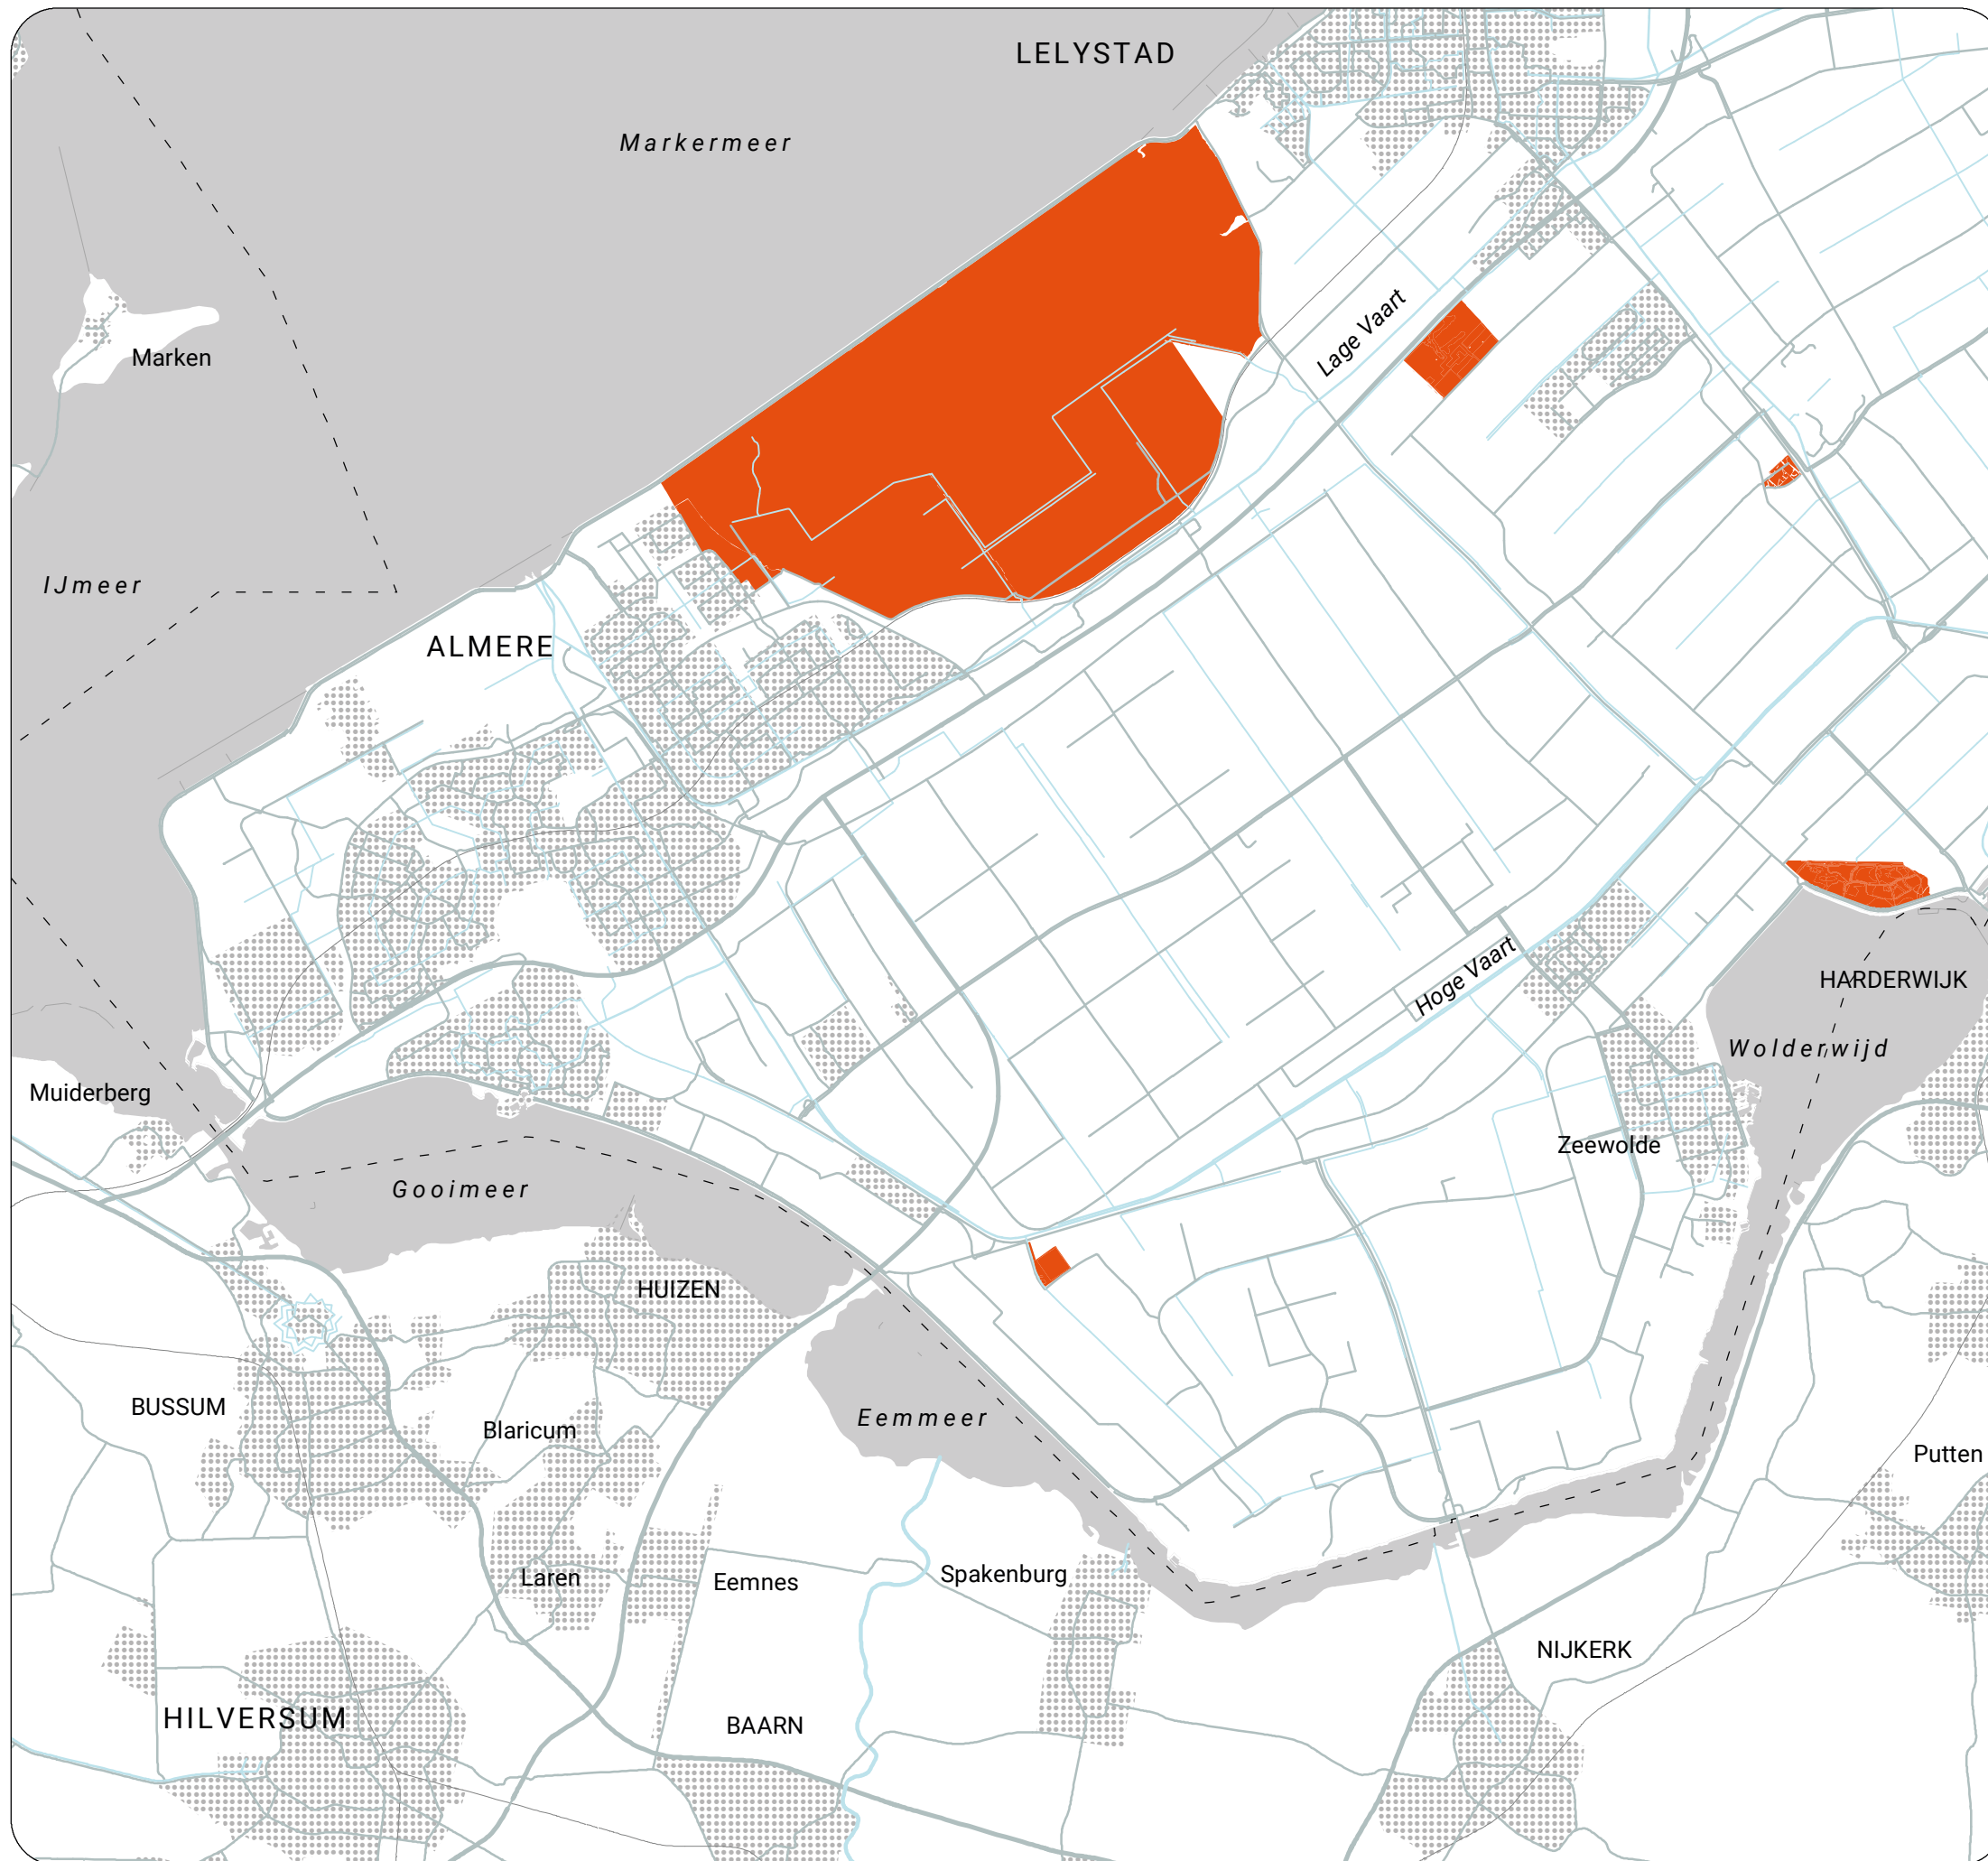 LELYSTAD
Markermeer
Lage Vaart
Marken
IJmeer
ALMERE
Hoge Vaart
HARDERWIJK
Wolderwijd
Muiderberg
Zeewolde
Gooimeer
HUIZEN
BUSSUM
Blaricum
Eemmeer
Putten
Laren
Eemnes
Spakenburg
NIJKERK
HILVERSUM
BAARN